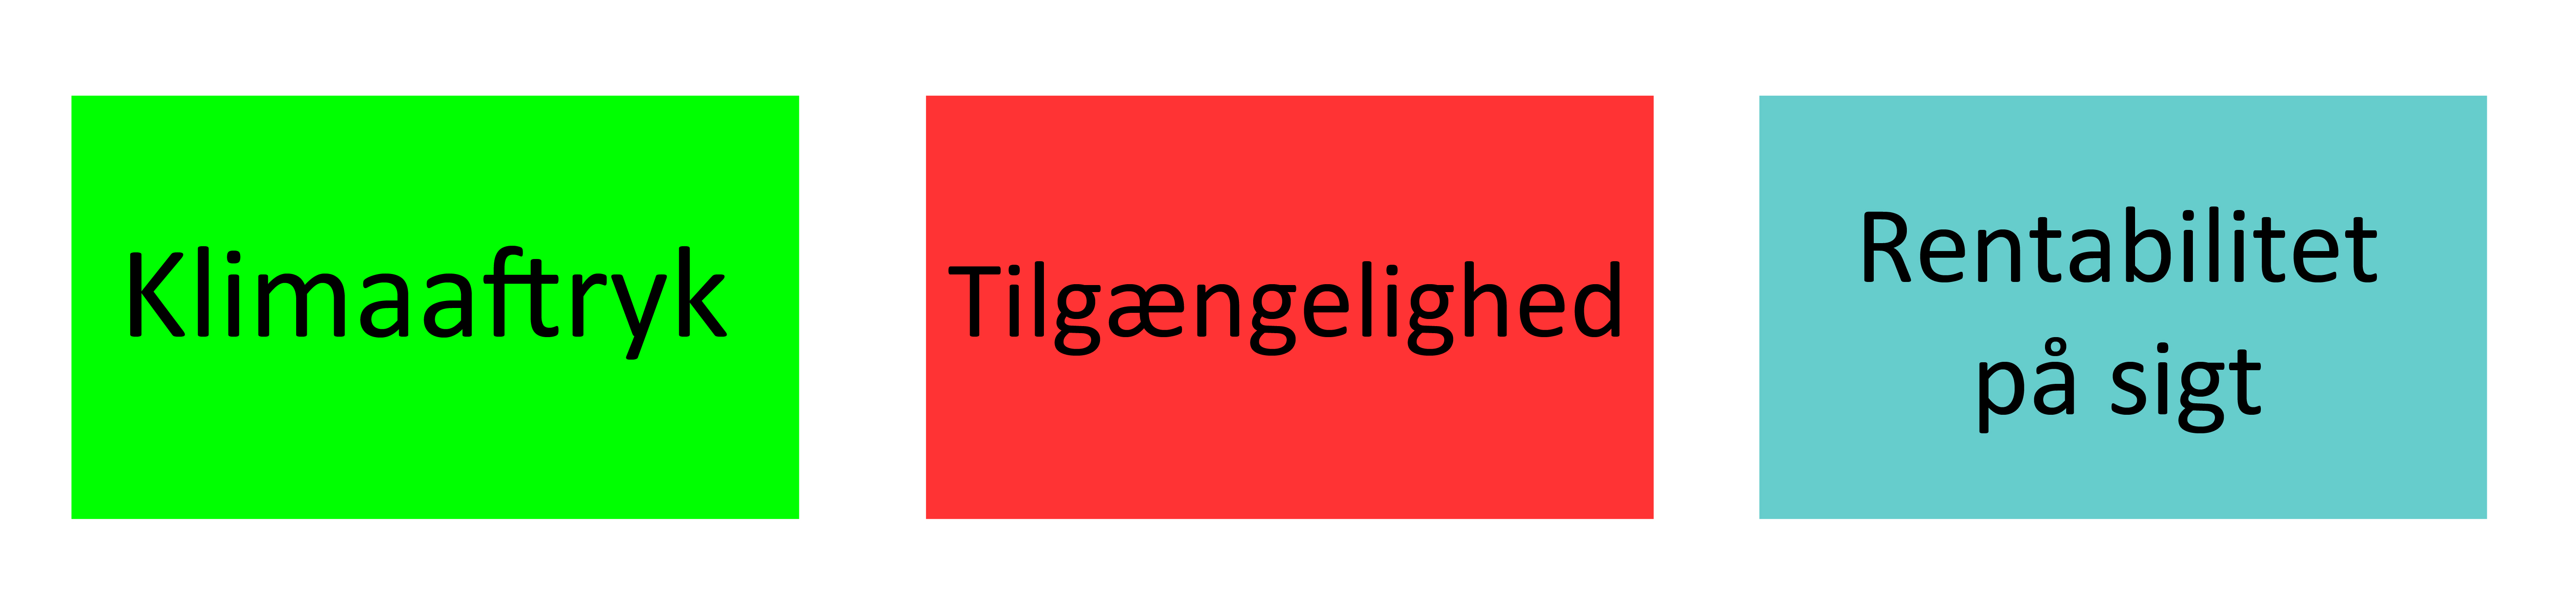 Klimaaftryk
Tilgængelighed
Rentabilitet
på sigt